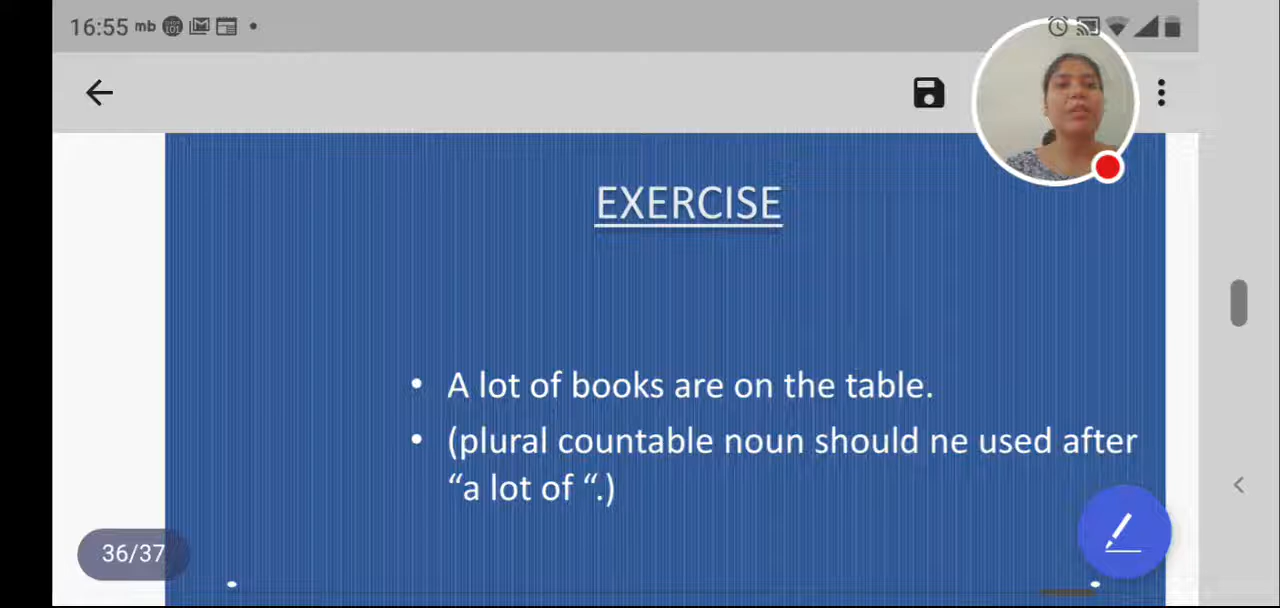 16:55 mb
EXERCISE
• A lot of books are on the table.
• (plural countable noun should ne used after
“a lot of “.)
36/37